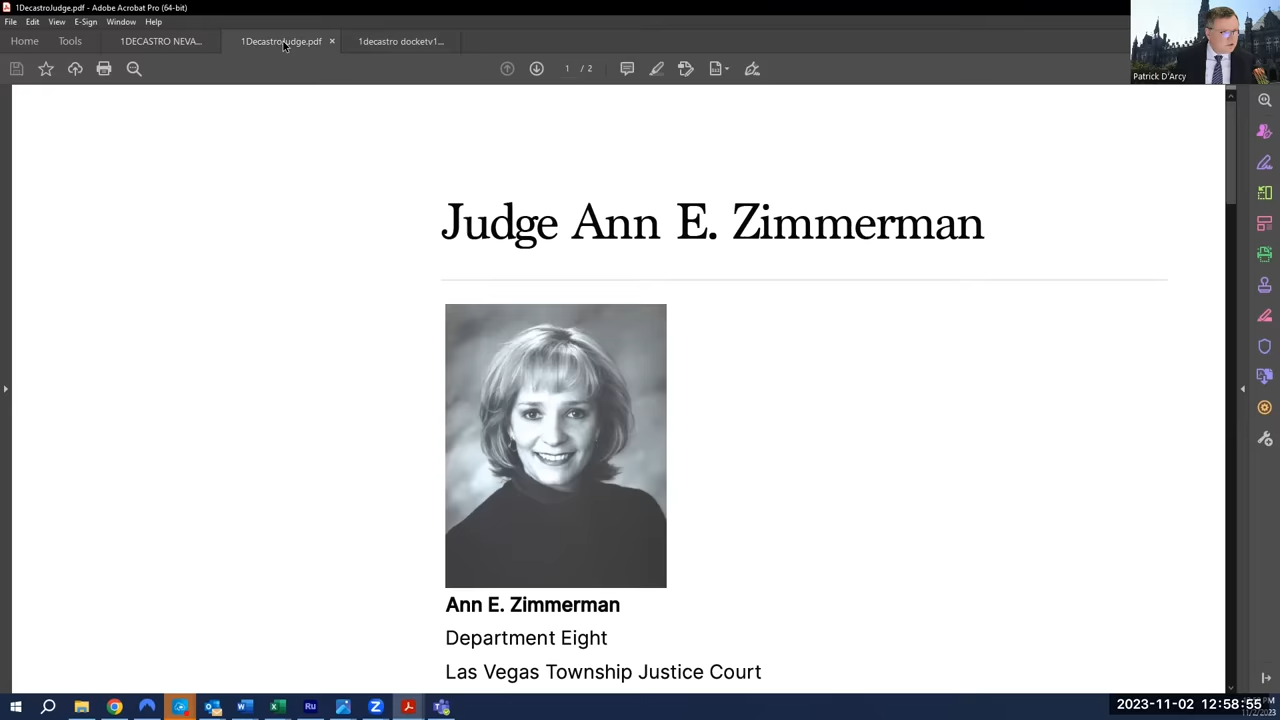 1DecastroJudge.pdf - Adobe Acrobat Pro (64-bit)
File Edit View E-Sign Window Help
Home Tools 1DECASTRO NEVA... 1DecastroJudge.pdf × 1decastro docketv1...
1 / 2
Patrick D'Arcy
Judge Ann E. Zimmerman
Ann E. Zimmerman
Department Eight
Las Vegas Township Justice Court
2023-11-02 12:58:55